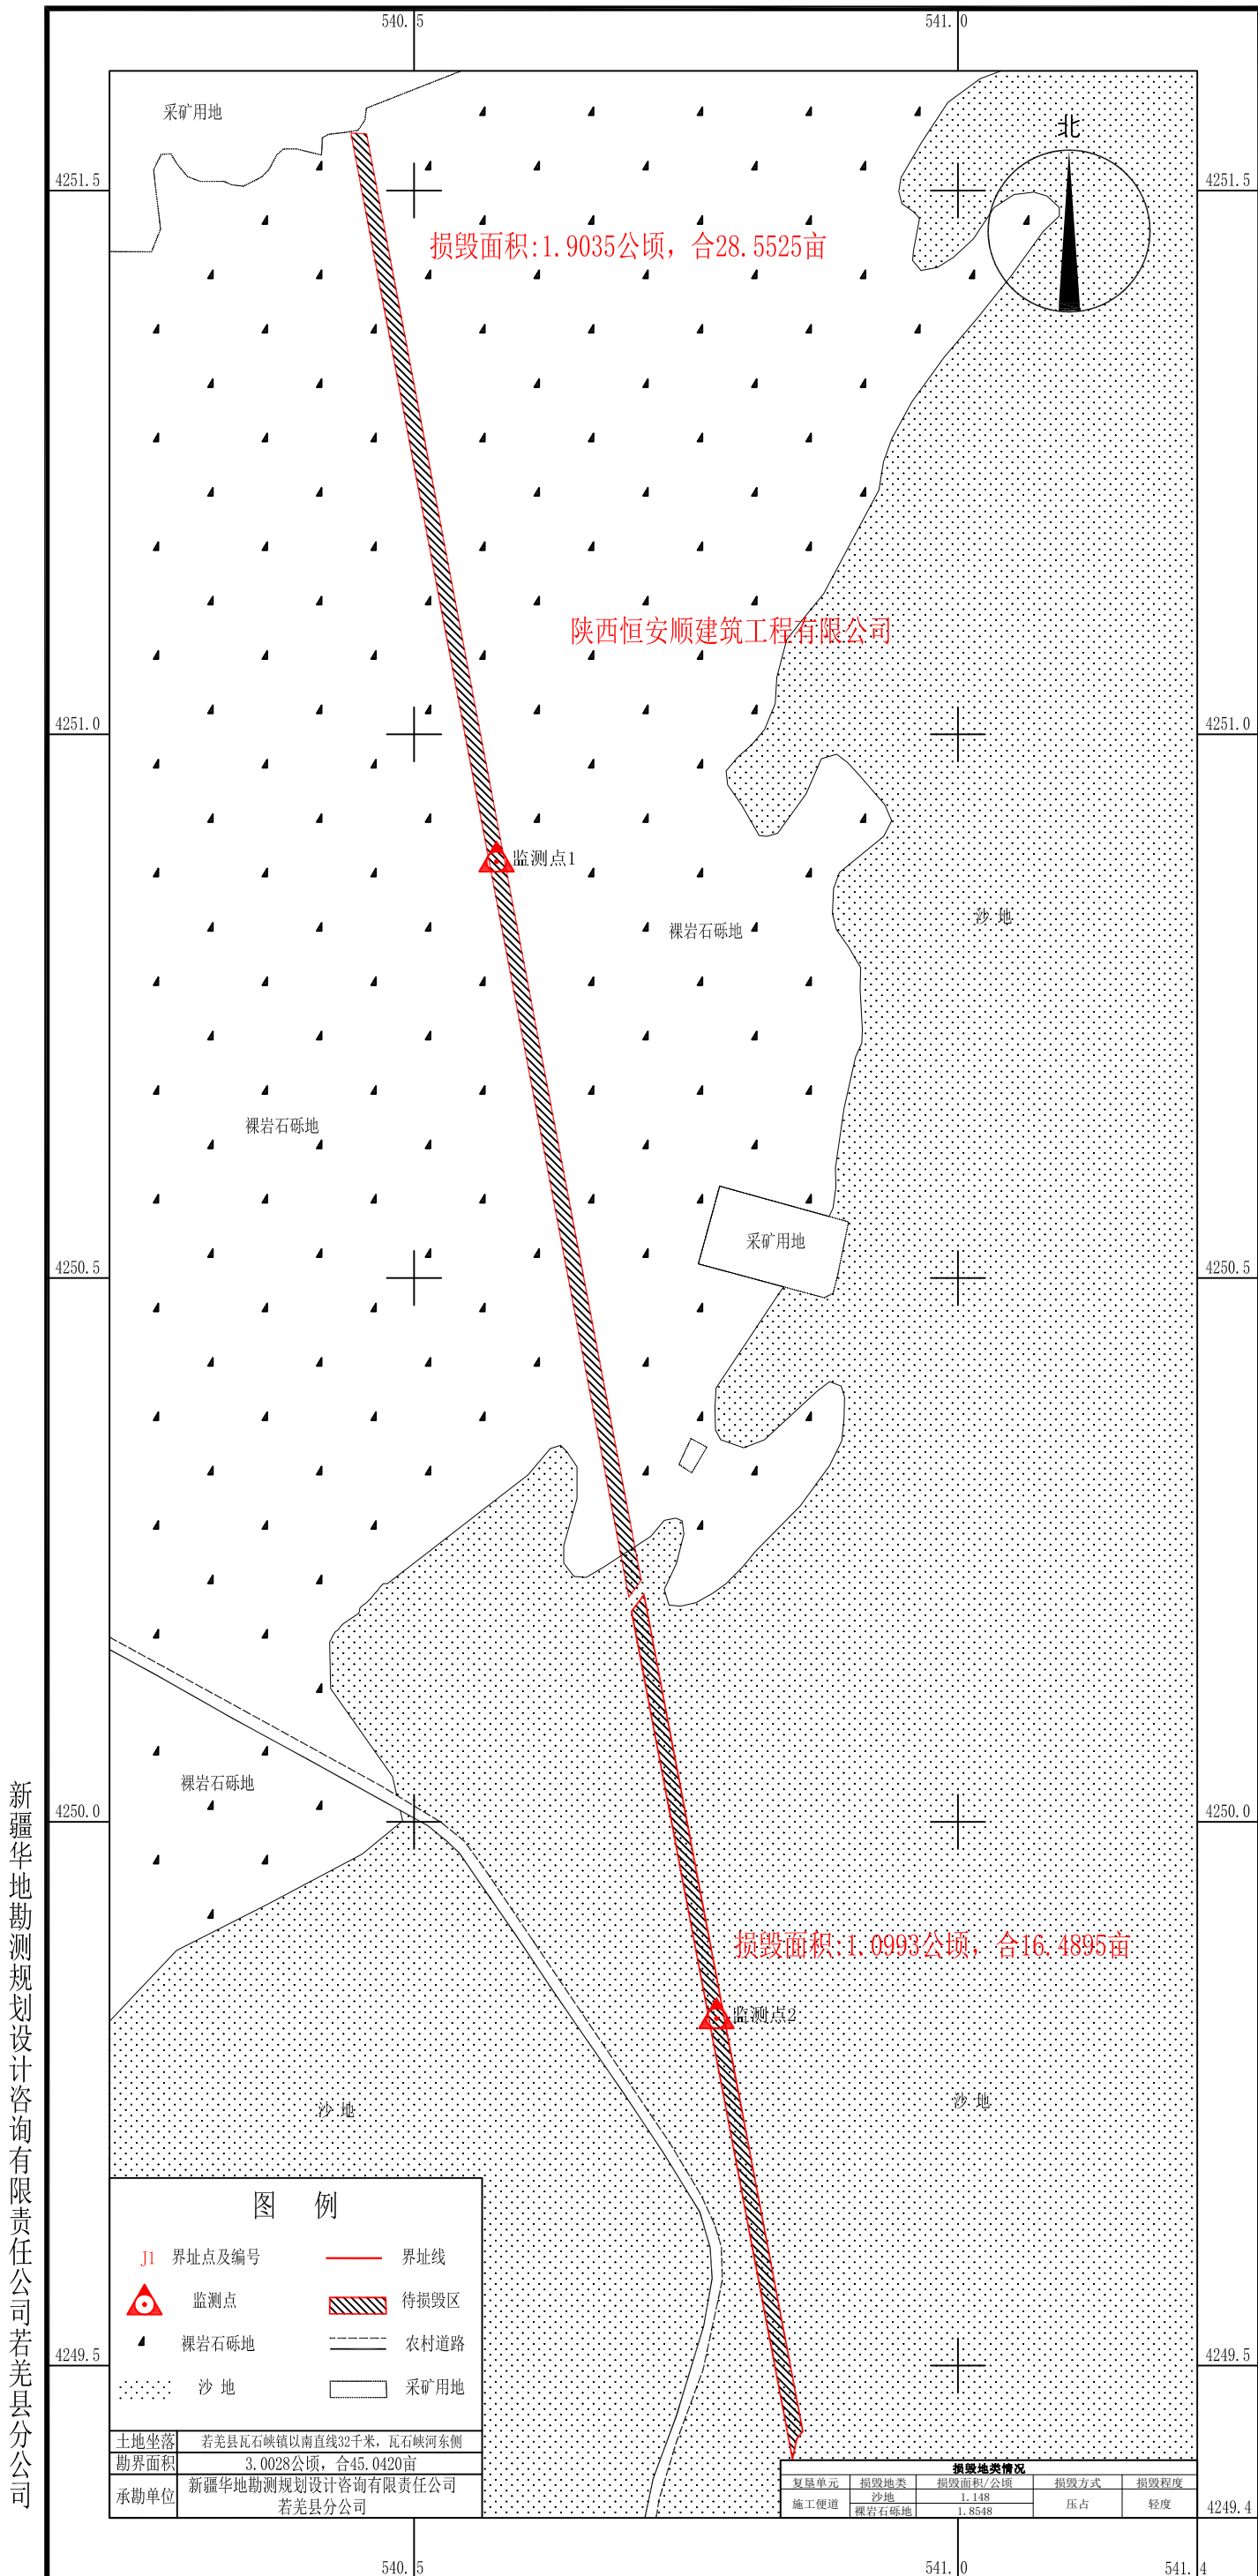 540.5
541.0
采矿用地
北
4251.5
4251.5
损毁面积:1.9035公顷，合28.5525亩
陕西恒安顺建筑工程有限公司
4251.0
4251.0
监测点1
裸岩石砾地
沙 地
裸岩石砾地
采矿用地
4250.5
4250.5
裸岩石砾地
4250.0
4250.0
损毁面积:1.0993公顷，合16.4895亩
监测点2
沙 地
沙 地
新疆华地勘测规划设计咨询有限责任公司若羌县分公司
图 例
J1 界址点及编号
界址线
监测点
待损毁区
裸岩石砾地
农村道路
沙 地
采矿用地
4249.5
4249.5
土地坐落 若羌县瓦石峡镇以南直线32千米，瓦石峡河东侧
勘界面积 3.0028公顷，合45.0420亩
承勘单位 新疆华地勘测规划设计咨询有限责任公司
若羌县分公司
损毁地类情况
复垦单元 损毁地类 损毁面积/公顷 损毁方式 损毁程度
施工便道 沙地 1.148 压占 轻度
裸岩石砾地 1.8548
4249.4
540.5
541.0
541.4